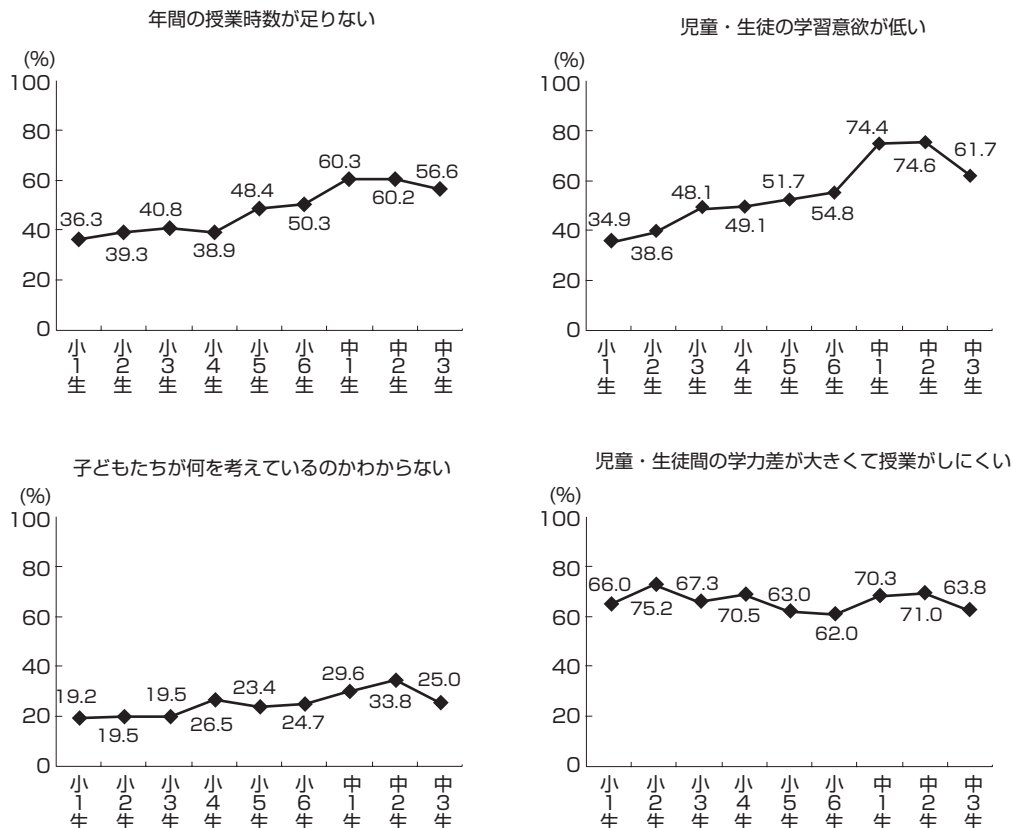 年間の授業時数が足りない
(%)
100
80
60
40
20
0
36.3
39.3
40.8
38.9
48.4
50.3
60.3
60.2
56.6
小1生
小2生
小3生
小4生
小5生
小6生
中1生
中2生
中3生
児童・生徒の学習意欲が低い
(%)
100
80
60
40
20
0
34.9
38.6
48.1
49.1
51.7
54.8
74.4
74.6
61.7
小1生
小2生
小3生
小4生
小5生
小6生
中1生
中2生
中3生
子どもたちが何を考えているのかわからない
(%)
100
80
60
40
20
0
19.2
19.5
19.5
26.5
23.4
24.7
29.6
33.8
25.0
小1生
小2生
小3生
小4生
小5生
小6生
中1生
中2生
中3生
児童・生徒間の学力差が大きくて授業がしにくい
(%)
100
80
60
40
20
0
66.0
75.2
67.3
70.5
63.0
62.0
70.3
71.0
63.8
小1生
小2生
小3生
小4生
小5生
小6生
中1生
中2生
中3生